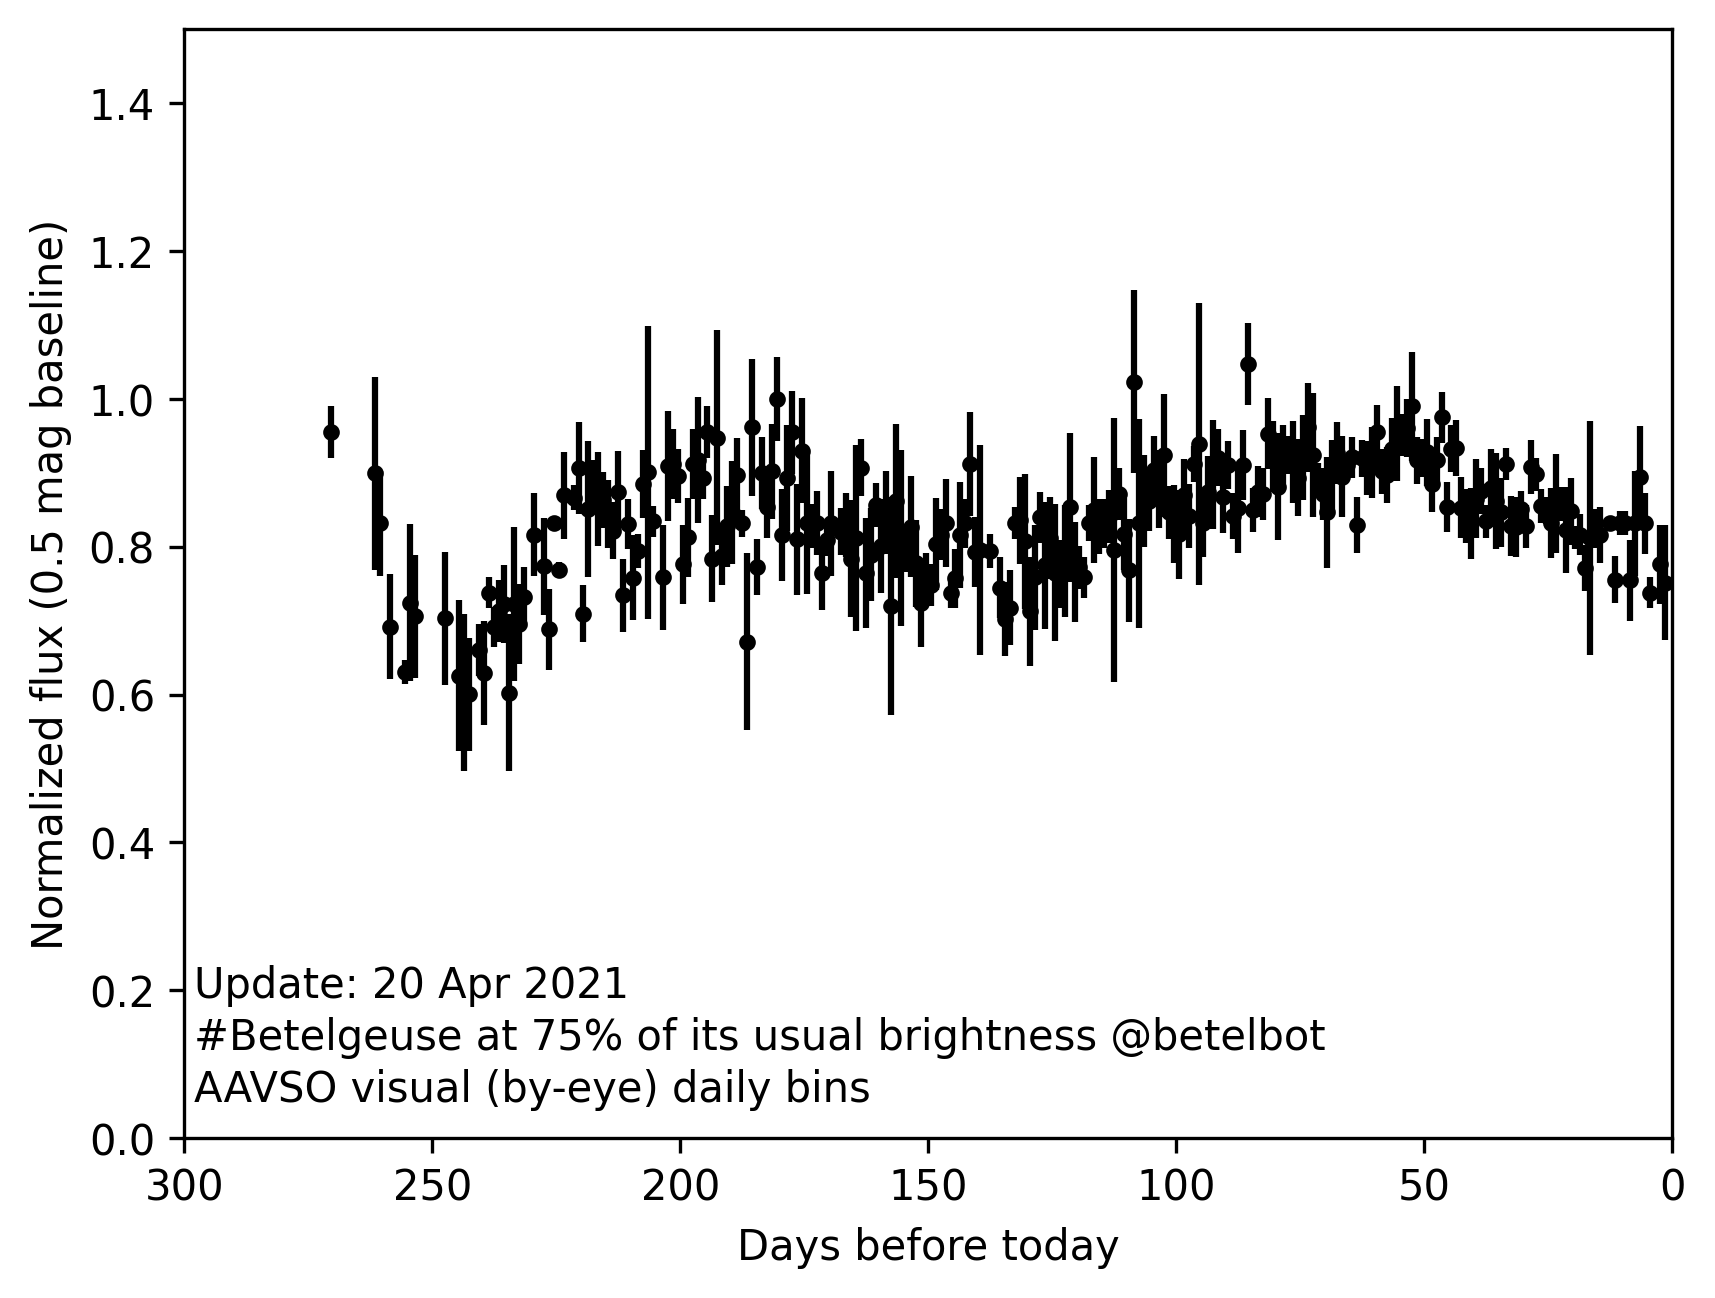 1.4
1.2
1.0
0.8
0.6
0.4
0.2
0.0
Normalized flux (0.5 mag baseline)
Update: 20 Apr 2021
#Betelgeuse at 75% of its usual brightness @betelbot
AAVSO visual (by-eye) daily bins
300 250 200 150 100 50 0
Days before today